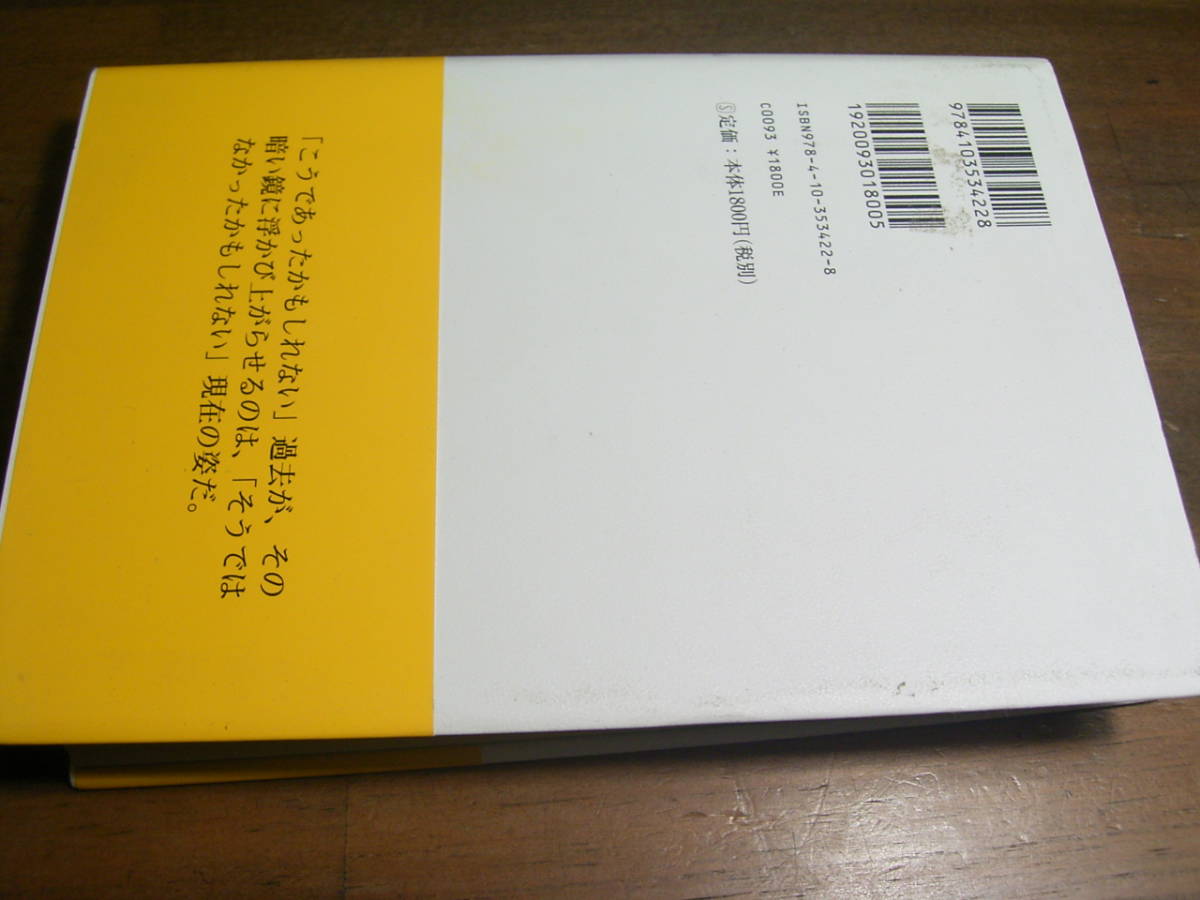 9784103534228
1920093018005
ISBN978-4-10-353422-8
C0093 ¥1800E
Ⓢ定価：本体1800円(税別)
「こうであったかもしれない」過去が、その
暗い鏡に浮かび上がらせるのは、「そうでは
なかったかもしれない」現在の姿だ。